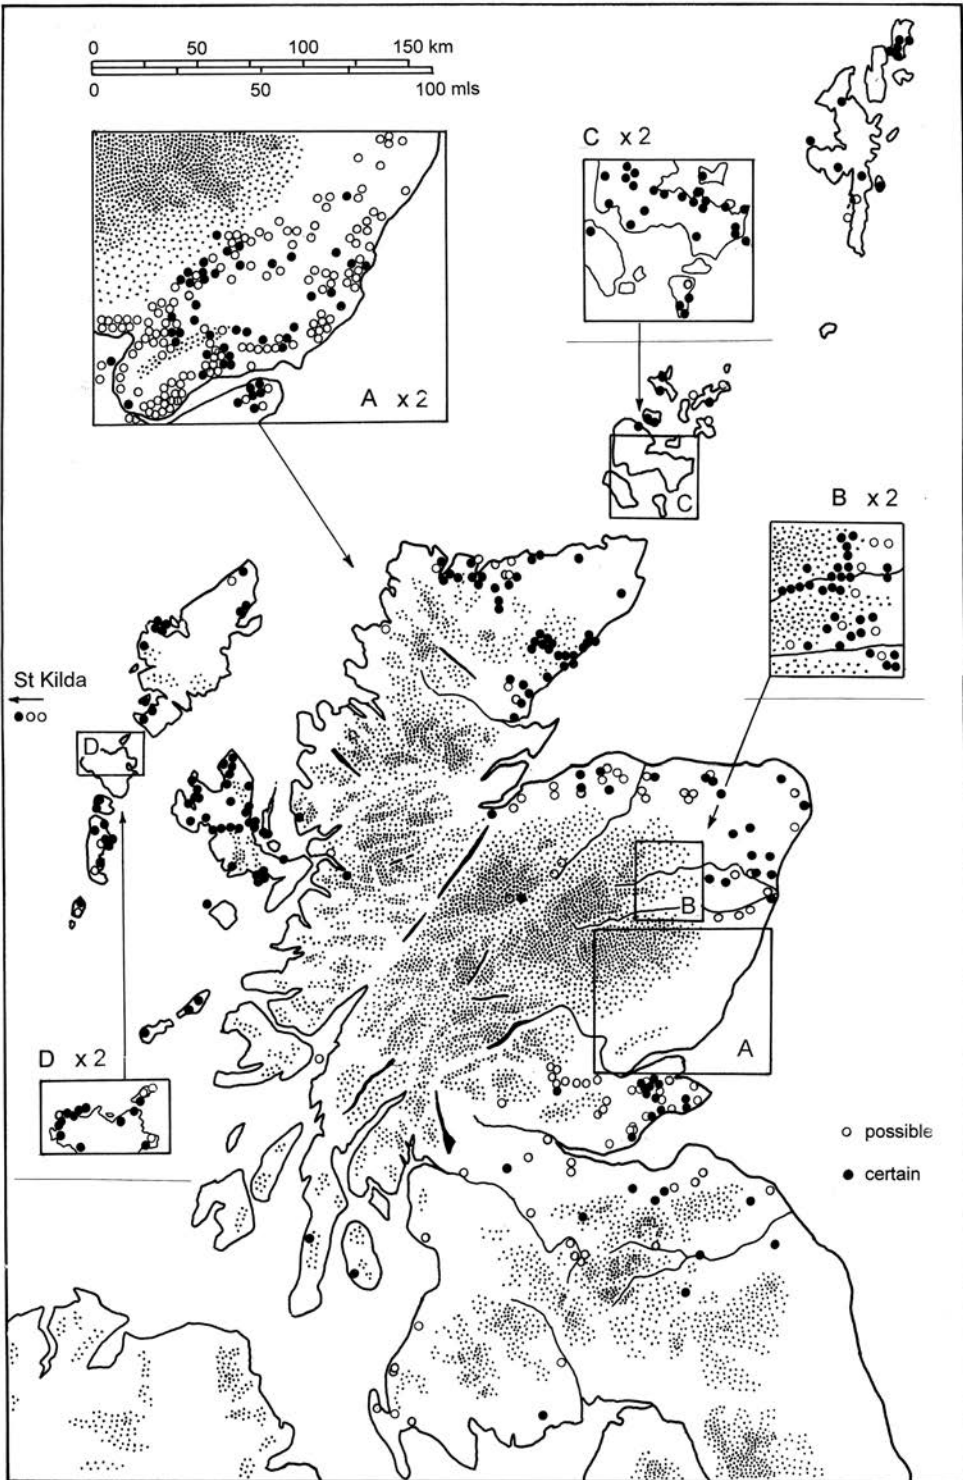 0 50 100 150 km
0 50 100 mls
C x 2
A x 2
C
B x 2
St Kilda
D
B
A
D x 2
possible
certain